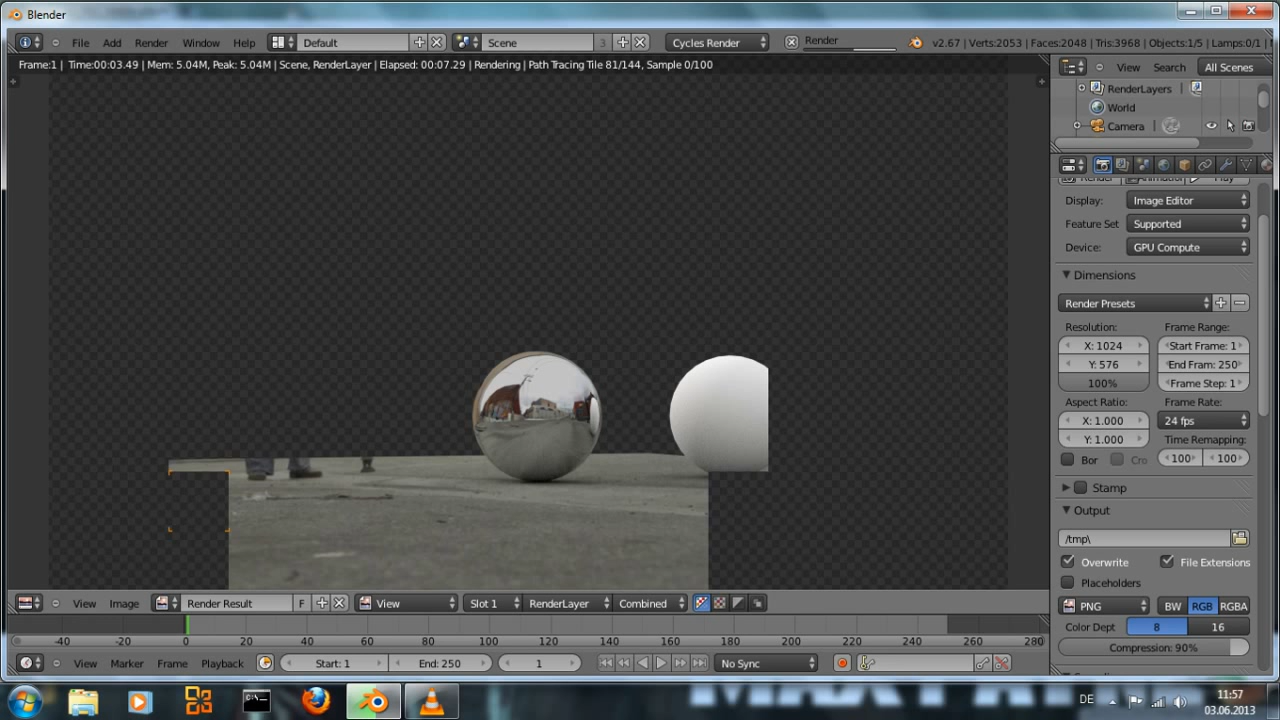 Blender
File Add Render Window Help Default Scene 3 Cycles Render Render v2.67 | Verts:2053 | Faces:2048 | Tris:3968 | Objects:1/5 | Lamps:0/1 |
Frame:1 | Time:00:03.49 | Mem: 5.04M, Peak: 5.04M | Scene, RenderLayer | Elapsed: 00:07.29 | Rendering | Path Tracing Tile 81/144, Sample 0/100
View Search All Scenes
RenderLayers |
World
Camera |
Render Animation Play
Display: Image Editor
Feature Set Supported
Device: GPU Compute
Dimensions
Render Presets
Resolution: Frame Range:
X: 1024 Start Frame: 1
Y: 576 End Fram: 250
100% Frame Step: 1
Aspect Ratio: Frame Rate:
X: 1.000 24 fps
Y: 1.000 Time Remapping:
Bor Cro 100 100
Stamp
Output
/tmp\
Overwrite File Extensions
Placeholders
PNG BW RGB RGBA
Color Dept 8 16
Compression: 90%
View Image Render Result F View Slot 1 RenderLayer Combined
-40 -20 0 20 40 60 80 100 120 140 160 180 200 220 240 260 280
View Marker Frame Playback Start: 1 End: 250 1 No Sync
DE 11:57
03.06.2013